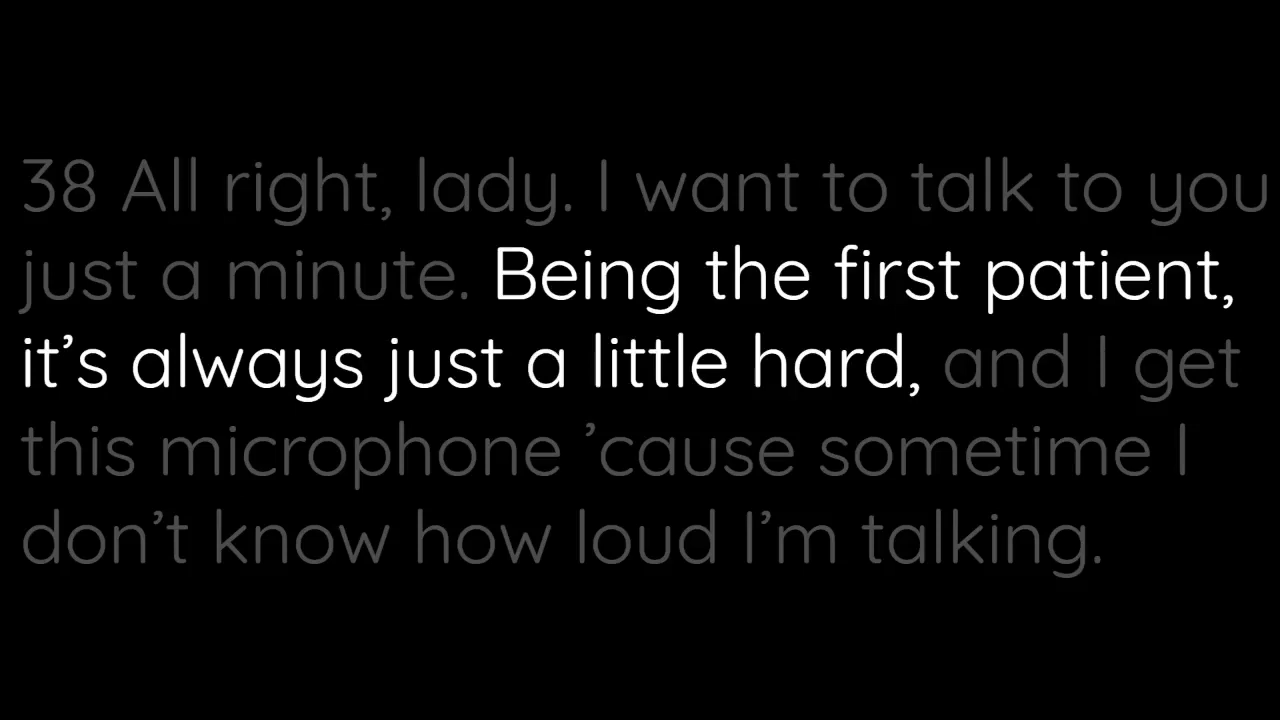 38 All right, lady. I want to talk to you
just a minute. Being the first patient,
it’s always just a little hard, and I get
this microphone ’cause sometime I
don’t know how loud I’m talking.